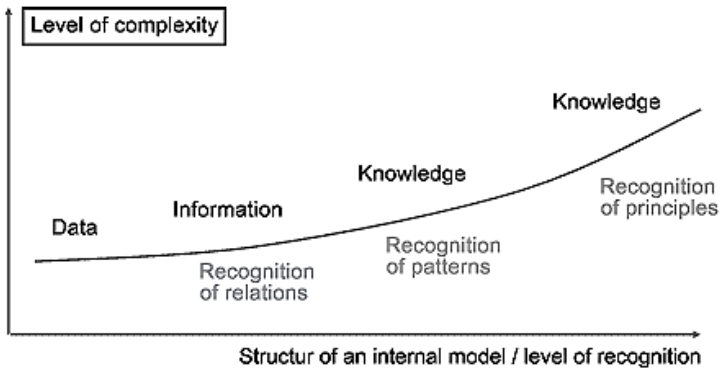 Level of complexity
Knowledge
Knowledge
Recognition
of principles
Information
Data
Recognition
of patterns
Recognition
of relations
Structur of an internal model / level of recognition